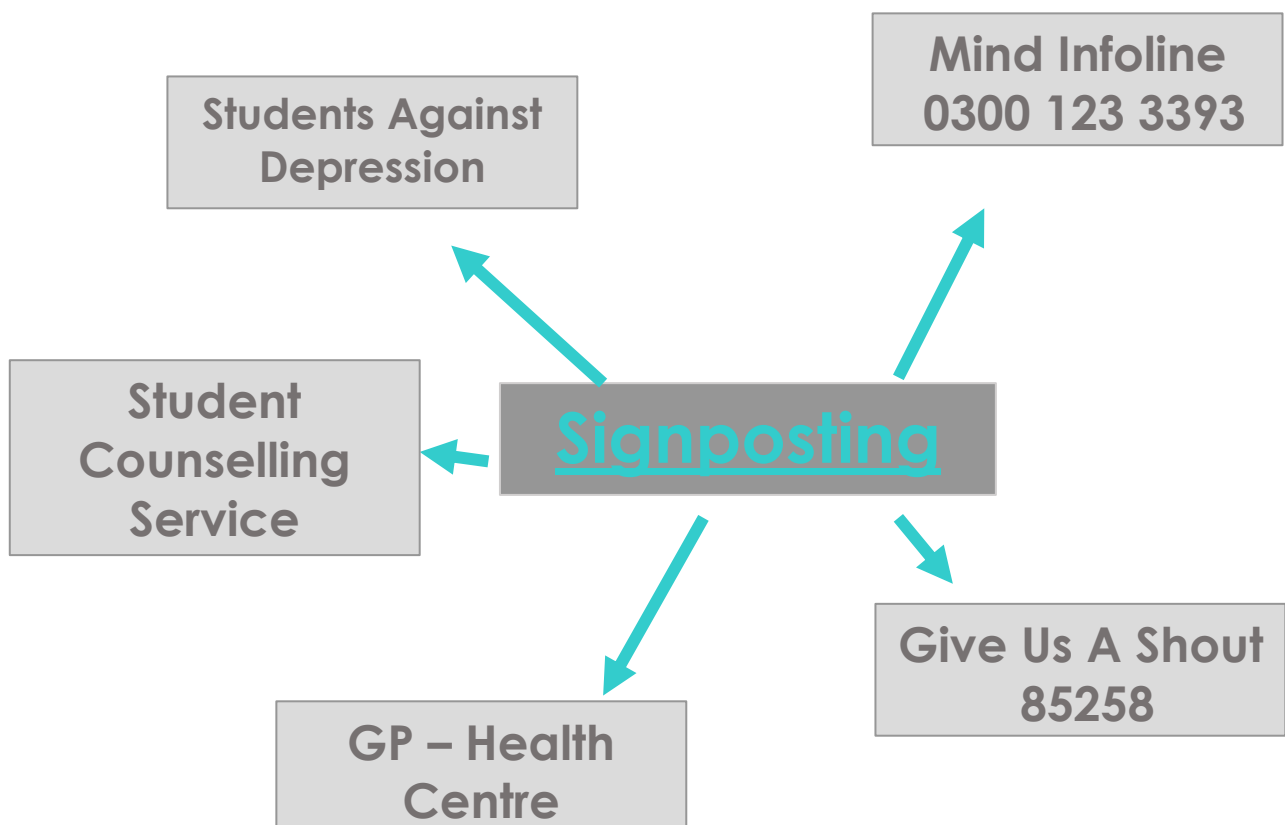 Mind Infoline
0300 123 3393
Students Against
Depression
Student
Counselling
Service
Signposting
Give Us A Shout
85258
GP – Health
Centre